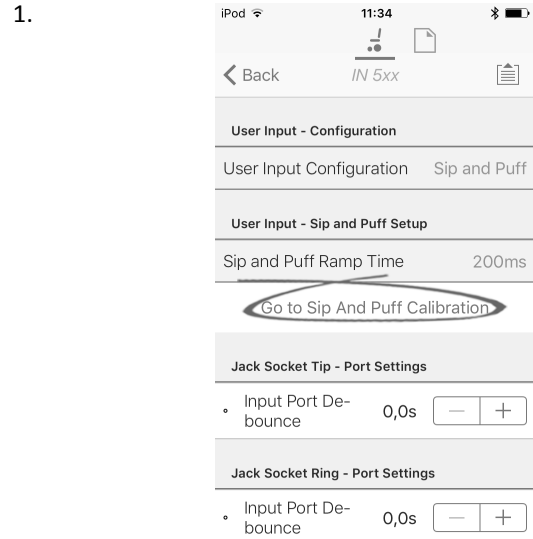 1.
iPod 11:34
Back IN 5xx
User Input - Configuration
User Input Configuration Sip and Puff
User Input - Sip and Puff Setup
Sip and Puff Ramp Time 200ms
Go to Sip And Puff Calibration
Jack Socket Tip - Port Settings
Input Port De-
bounce 0,0s − +
Jack Socket Ring - Port Settings
Input Port De-
bounce 0,0s − +